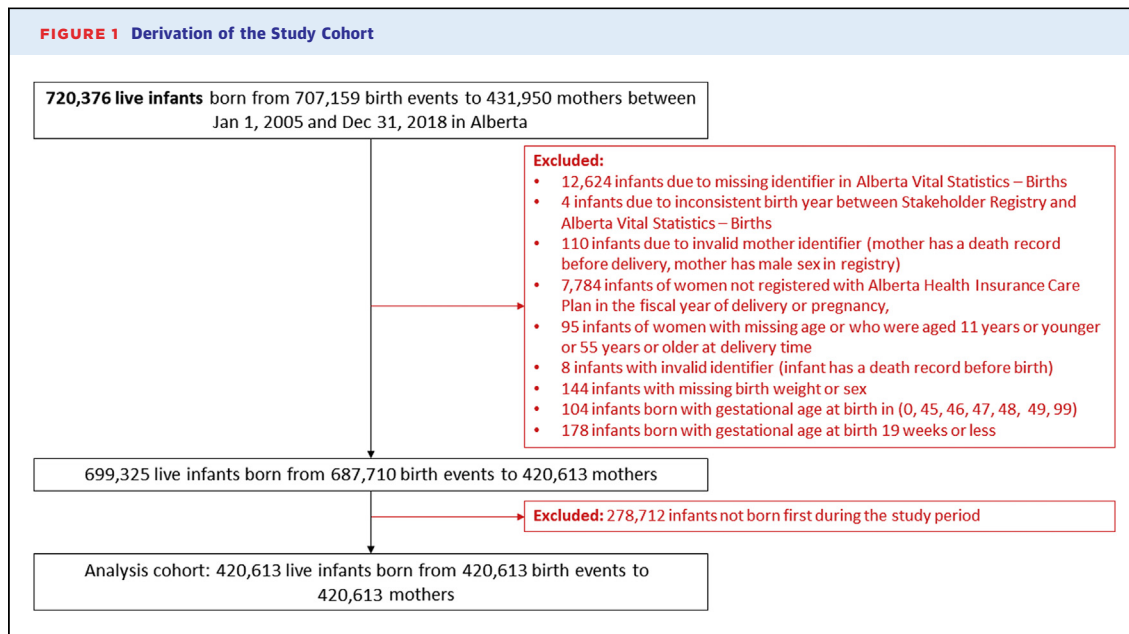 FIGURE 1 Derivation of the Study Cohort
720,376 live infants born from 707,159 birth events to 431,950 mothers between
Jan 1, 2005 and Dec 31, 2018 in Alberta
Excluded:
• 12,624 infants due to missing identifier in Alberta Vital Statistics – Births
• 4 infants due to inconsistent birth year between Stakeholder Registry and
Alberta Vital Statistics – Births
• 110 infants due to invalid mother identifier (mother has a death record
before delivery, mother has male sex in registry)
• 7,784 infants of women not registered with Alberta Health Insurance Care
Plan in the fiscal year of delivery or pregnancy,
• 95 infants of women with missing age or who were aged 11 years or younger
or 55 years or older at delivery time
• 8 infants with invalid identifier (infant has a death record before birth)
• 144 infants with missing birth weight or sex
• 104 infants born with gestational age at birth in (0, 45, 46, 47, 48, 49, 99)
• 178 infants born with gestational age at birth 19 weeks or less
699,325 live infants born from 687,710 birth events to 420,613 mothers
Excluded: 278,712 infants not born first during the study period
Analysis cohort: 420,613 live infants born from 420,613 birth events to
420,613 mothers